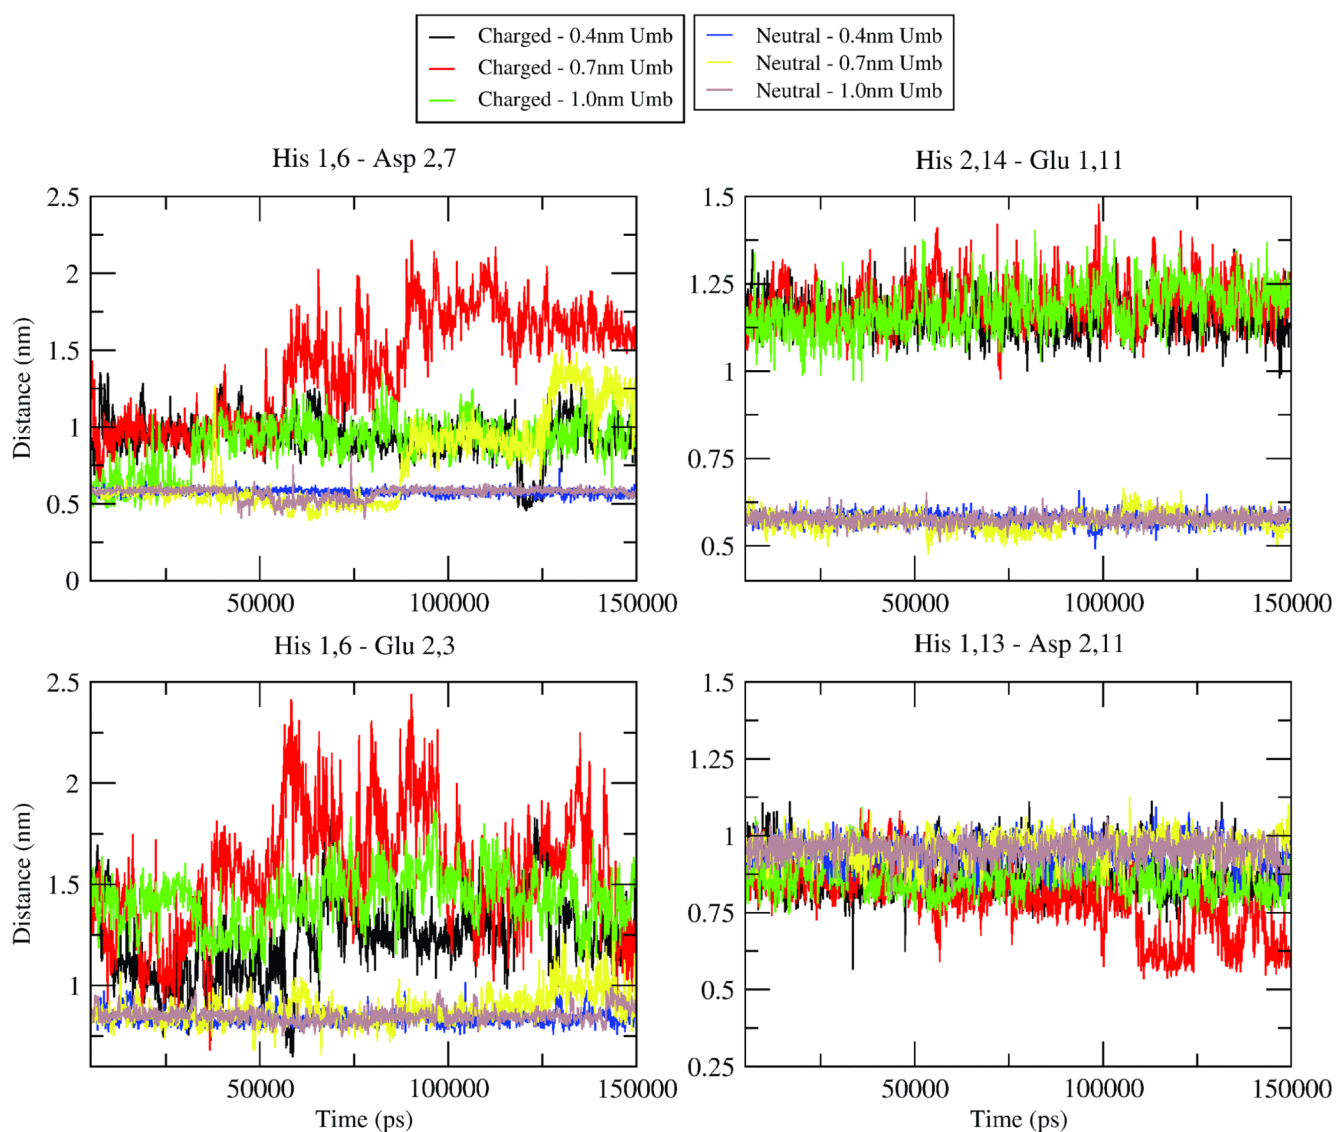 Charged - 0.4nm Umb
Charged - 0.7nm Umb
Charged - 1.0nm Umb
Neutral - 0.4nm Umb
Neutral - 0.7nm Umb
Neutral - 1.0nm Umb
His 1,6 - Asp 2,7
Distance (nm)
2.5
2
1.5
1
0.5
0
50000 100000 150000
His 2,14 - Glu 1,11
1.5
1.25
1
0.75
0.5
50000 100000 150000
His 1,6 - Glu 2,3
Distance (nm)
2.5
2
1.5
1
50000 100000 150000
Time (ps)
His 1,13 - Asp 2,11
1.5
1.25
1
0.75
0.5
0.25
50000 100000 150000
Time (ps)